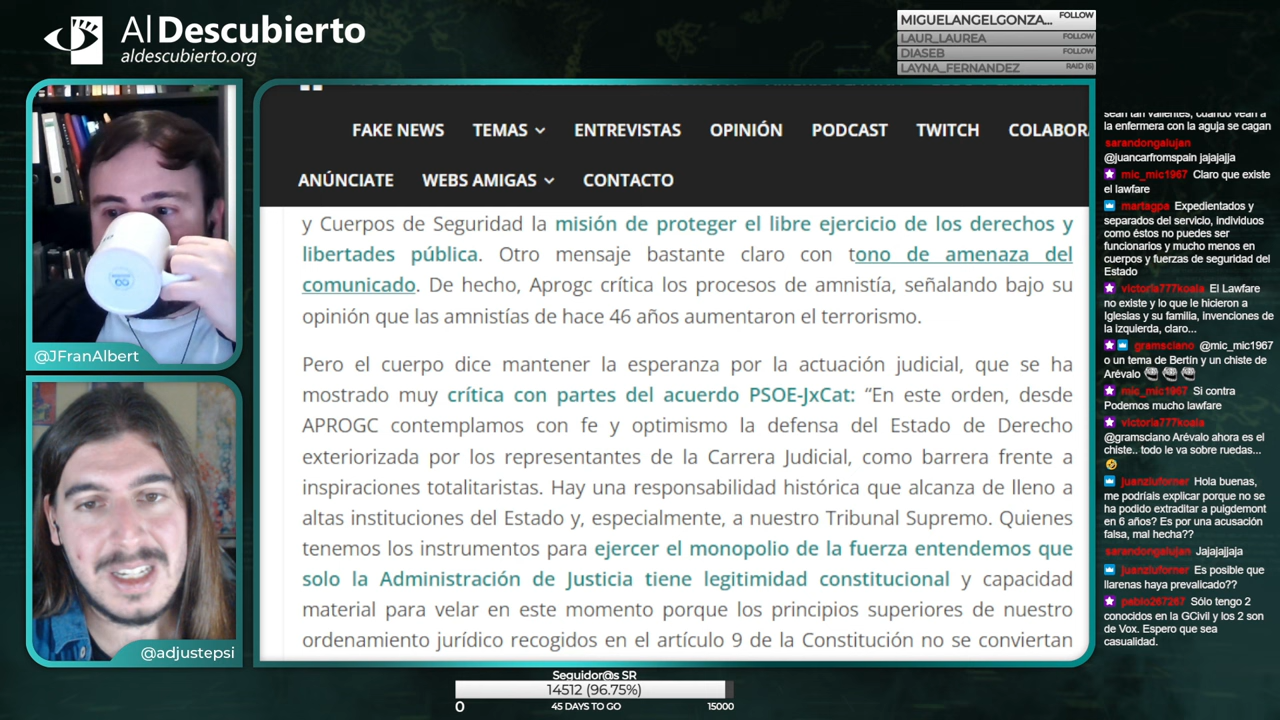 Al Descubierto
aldescubierto.org
MIGUELANGELGONZA... FOLLOW
LAUR_LAUREA FOLLOW
DIASEB FOLLOW
LAYNA_FERNANDEZ RAID (6)
FAKE NEWS TEMAS ENTREVISTAS OPINIÓN PODCAST TWITCH COLABORA
ANÚNCIATE WEBS AMIGAS CONTACTO
y Cuerpos de Seguridad la misión de proteger el libre ejercicio de los derechos y
libertades pública. Otro mensaje bastante claro con tono de amenaza del
comunicado. De hecho, Aprogc crítica los procesos de amnistía, señalando bajo su
opinión que las amnistías de hace 46 años aumentaron el terrorismo.
Pero el cuerpo dice mantener la esperanza por la actuación judicial, que se ha
mostrado muy crítica con partes del acuerdo PSOE-JxCat: “En este orden, desde
APROGC contemplamos con fe y optimismo la defensa del Estado de Derecho
exteriorizada por los representantes de la Carrera Judicial, como barrera frente a
inspiraciones totalitaristas. Hay una responsabilidad histórica que alcanza de lleno a
altas instituciones del Estado y, especialmente, a nuestro Tribunal Supremo. Quienes
tenemos los instrumentos para ejercer el monopolio de la fuerza entendemos que
solo la Administración de Justicia tiene legitimidad constitucional y capacidad
material para velar en este momento porque los principios superiores de nuestro
ordenamiento jurídico recogidos en el artículo 9 de la Constitución no se conviertan
@JFranAlbert
@adjustepsi
sean tan valientes, cuando vean a
la enfermera con la aguja se cagan
sarandongalujan
@juancarfromspain jajajajja
mic_mic1967 Claro que existe
el lawfare
martagpa Expedientados y
separados del servicio, individuos
como éstos no puedes ser
funcionarios y mucho menos en
cuerpos y fuerzas de seguridad del
Estado
victoria777koala El Lawfare
no existe y lo que le hicieron a
Iglesias y su familia, invenciones de
la izquierda, claro...
gramsciano @mic_mic1967
o un tema de Bertín y un chiste de
Arévalo
mic_mic1967 Si contra
Podemos mucho lawfare
victoria777koala
@gramsciano Arévalo ahora es el
chiste.. todo le va sobre ruedas...
juanziuforner Hola buenas,
me podríais explicar porque no se
ha podido extraditar a puigdemont
en 6 años? Es por una acusación
falsa, mal hecha??
sarandongalujan Jajajajjaja
juanziuforner Es posible que
llarenas haya prevalicado??
pablo267267 Sólo tengo 2
conocidos en la GCivil y los 2 son
de Vox. Espero que sea
casualidad.
Seguidor@s SR
14512 (96.75%)
0 45 DAYS TO GO 15000